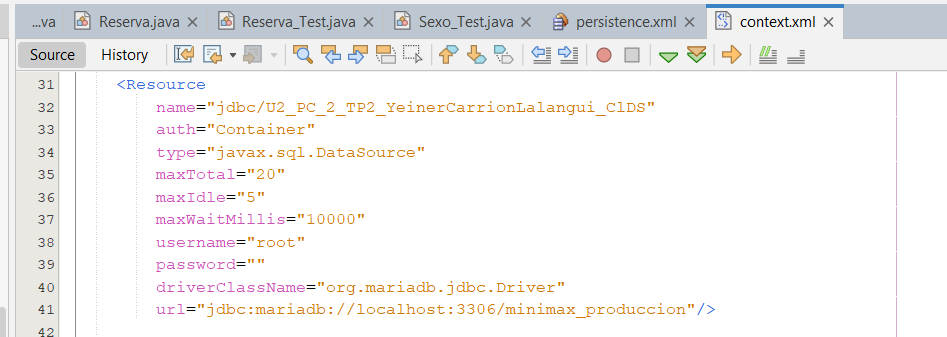 ...va Reserva.java Reserva_Test.java Sexo_Test.java persistence.xml context.xml
Source History
31 <Resource
32 name="jdbc/U2_PC_2_TP2_YeinerCarrionLalangui_ClDS"
33 auth="Container"
34 type="javax.sql.DataSource"
35 maxTotal="20"
36 maxIdle="5"
37 maxWaitMillis="10000"
38 username="root"
39 password=""
40 driverClassName="org.mariadb.jdbc.Driver"
41 url="jdbc:mariadb://localhost:3306/minimax_produccion"/>
42